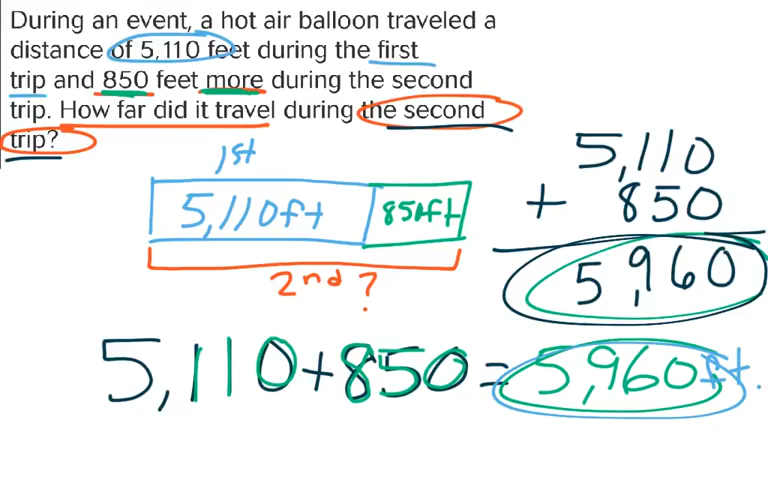 During an event, a hot air balloon traveled a
distance of 5,110 feet during the first
trip and 850 feet more during the second
trip. How far did it travel during the second
trip?
1st
5,110ft 850ft
2nd ?
5,110
+ 850
5,960
5,110+850=5,960ft.